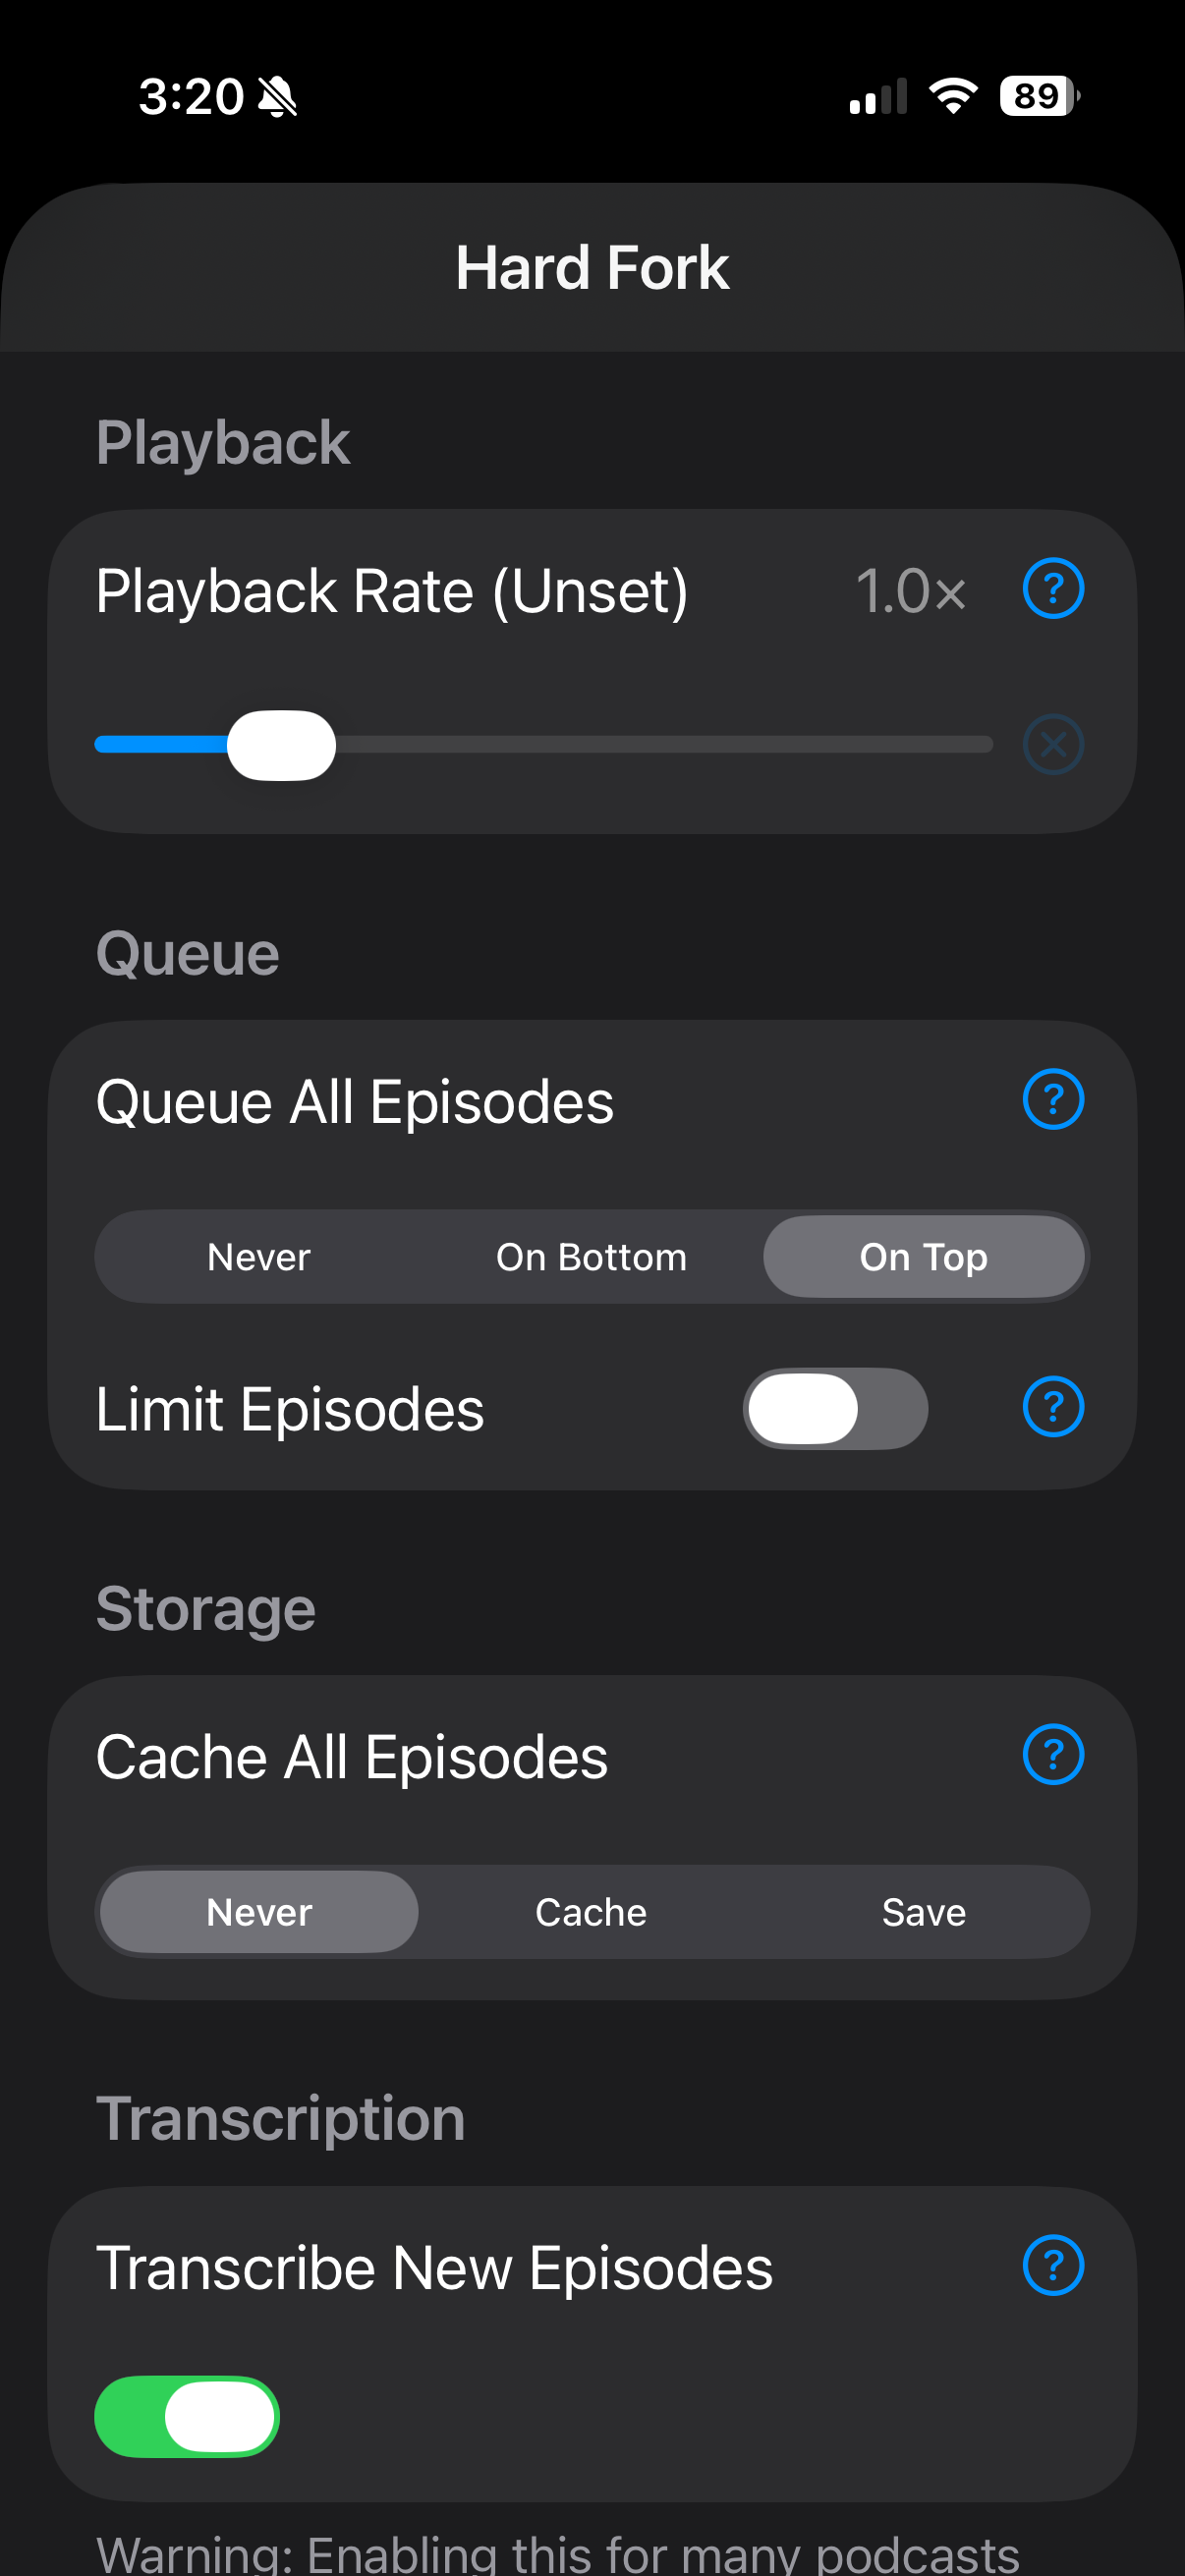 3:20
89
Hard Fork
Playback
Playback Rate (Unset) 1.0×
Queue
Queue All Episodes
Never On Bottom On Top
Limit Episodes
Storage
Cache All Episodes
Never Cache Save
Transcription
Transcribe New Episodes
Warning: Enabling this for many podcasts